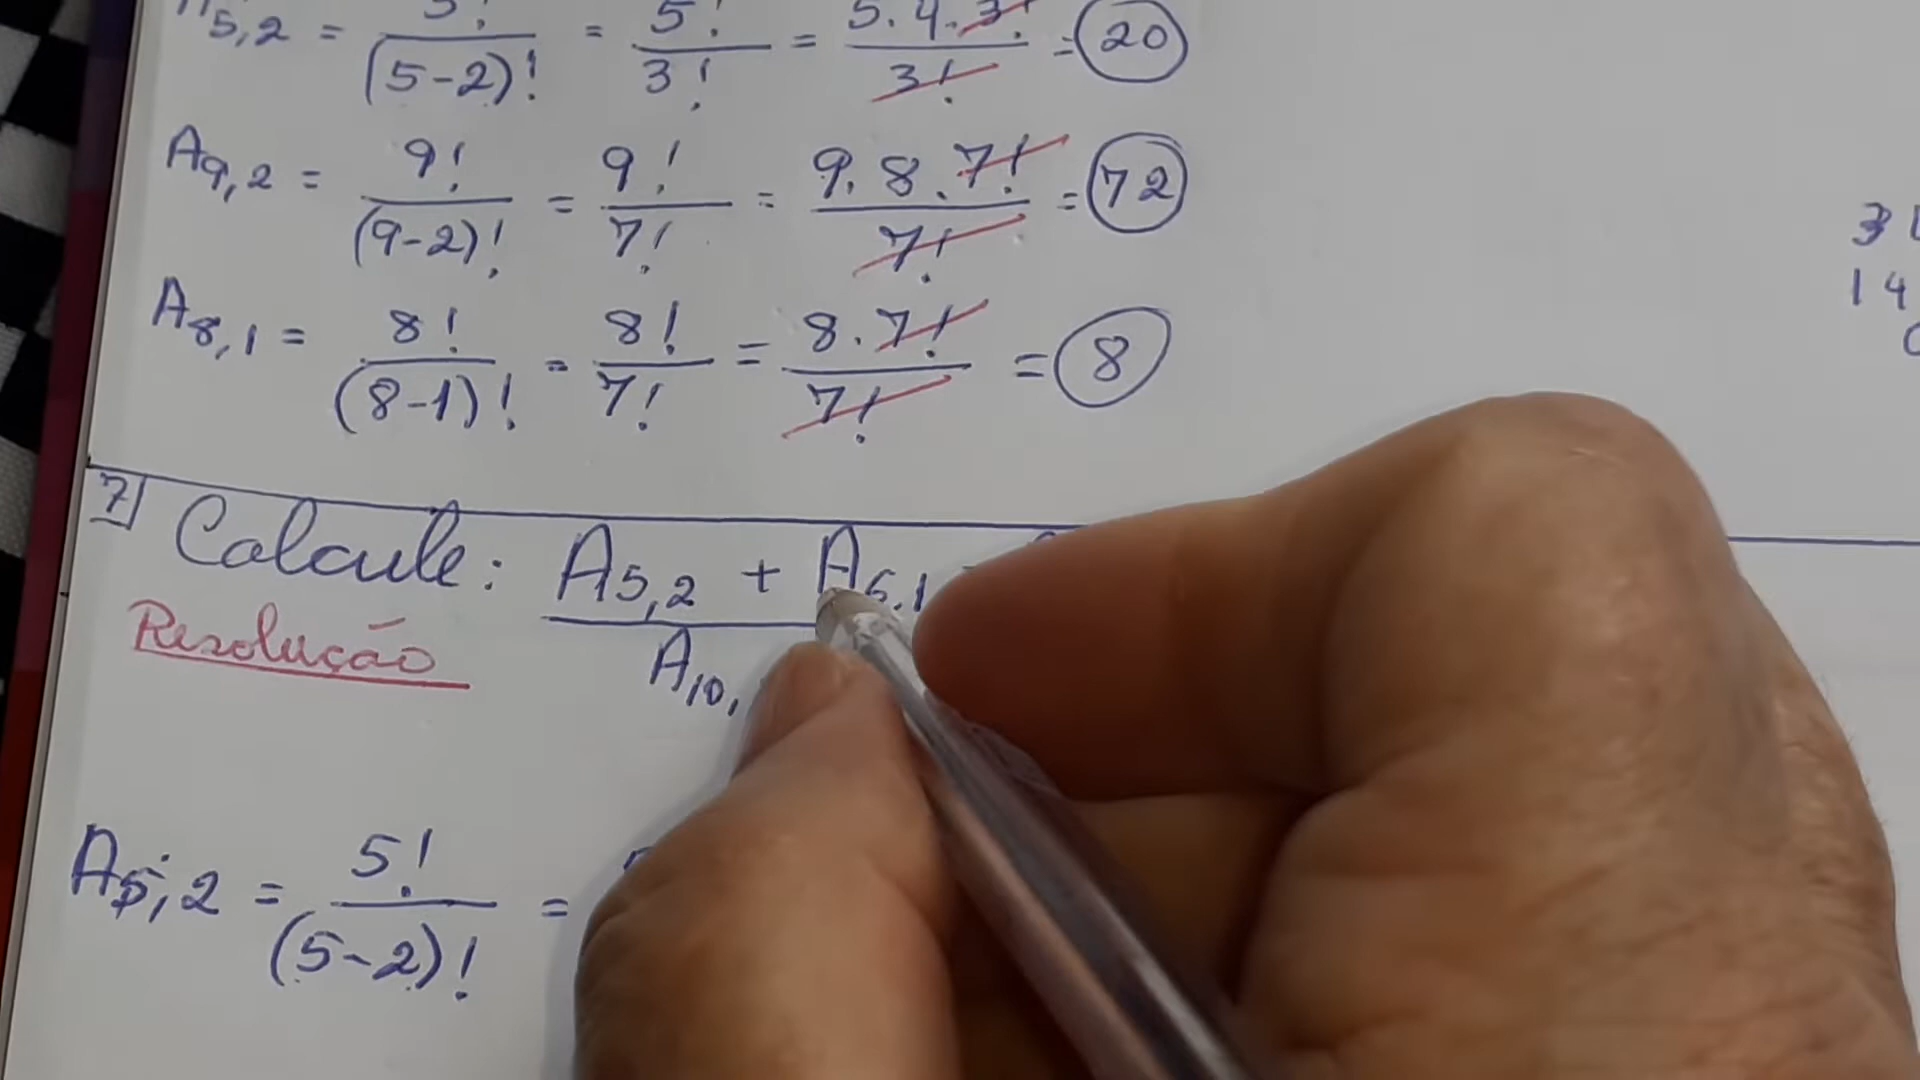 A5,2 = 5!/(5-2)! = 5!/3! = 5.4.3!/3! = 20
A9,2 = 9!/(9-2)! = 9!/7! = 9.8.7!/7! = 72
A8,1 = 8!/(8-1)! = 8!/7! = 8.7!/7! = 8
7 Calcule: A5,2 + A6,1
A10,
Resolução
A5,2 = 5!/(5-2)! =